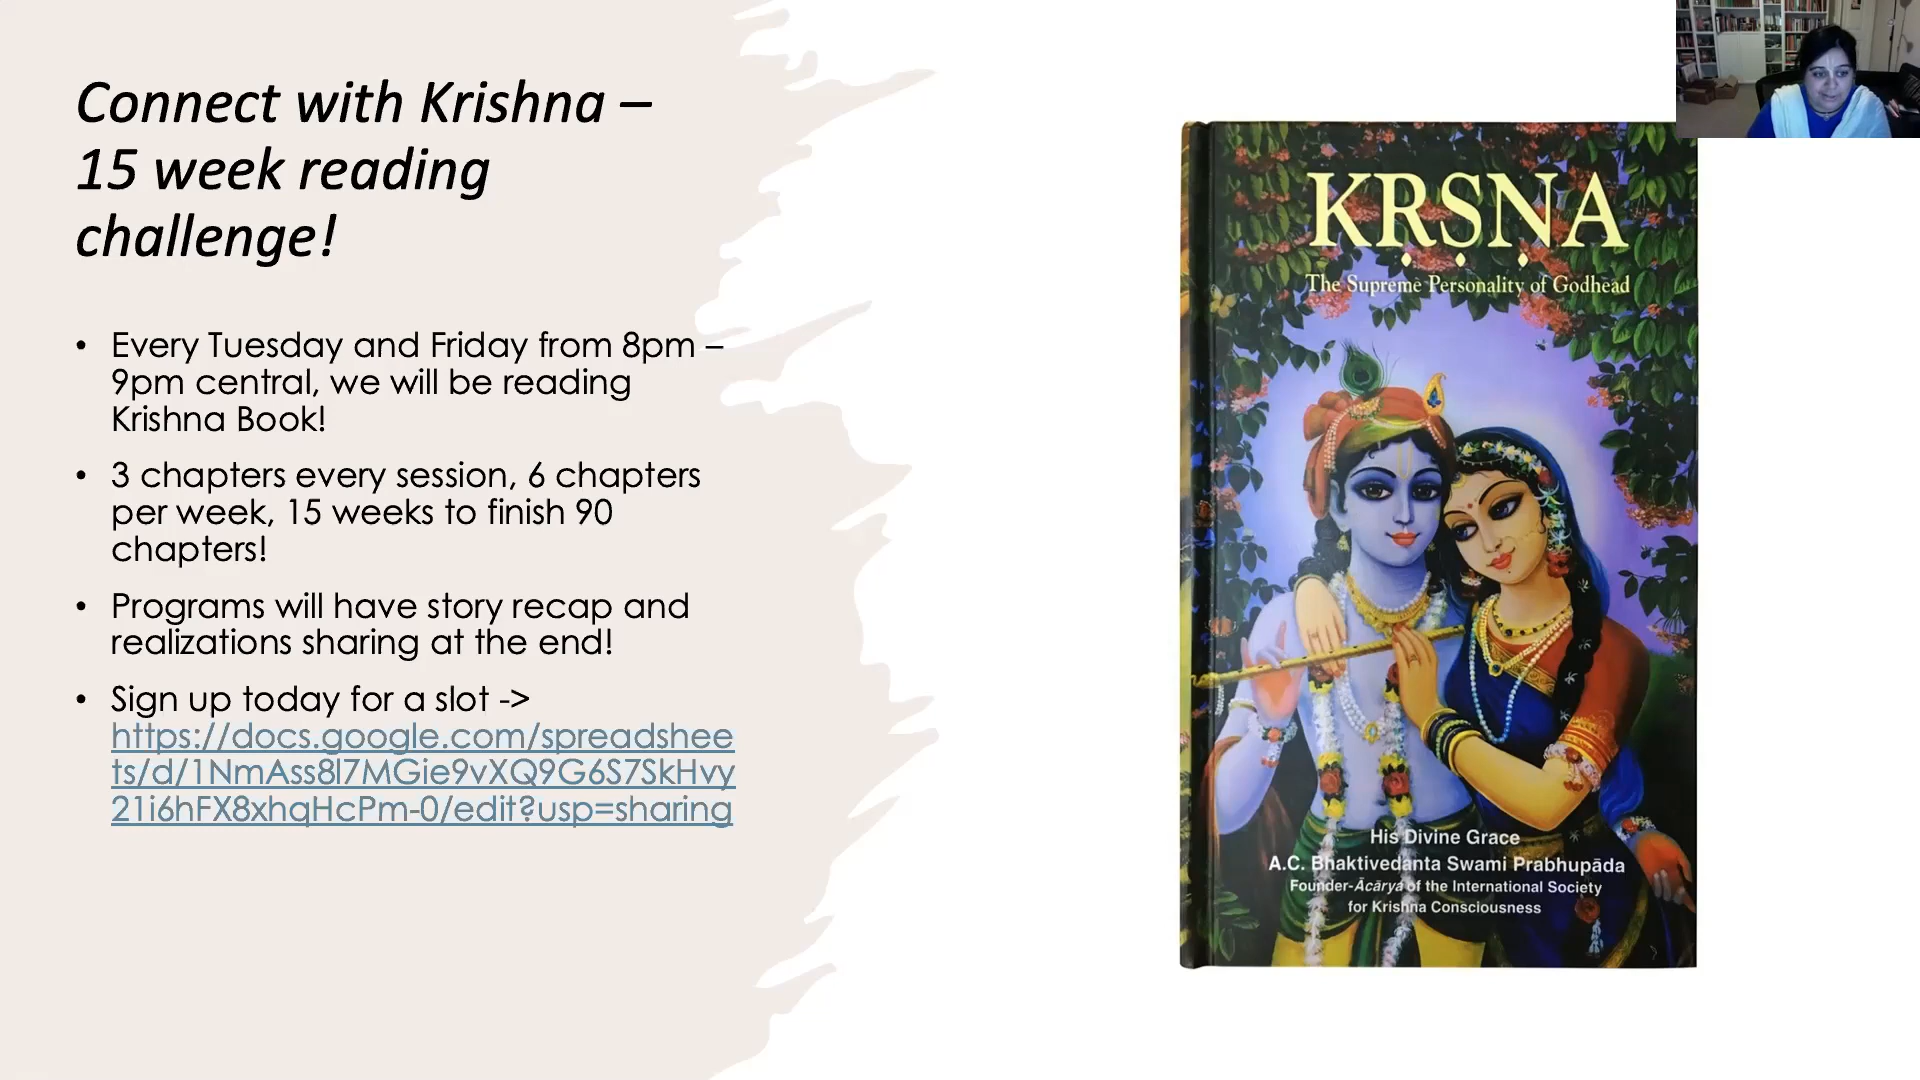 Connect with Krishna –
15 week reading
challenge!
• Every Tuesday and Friday from 8pm –
9pm central, we will be reading
Krishna Book!
• 3 chapters every session, 6 chapters
per week, 15 weeks to finish 90
chapters!
• Programs will have story recap and
realizations sharing at the end!
• Sign up today for a slot ->
https://docs.google.com/spreadshee
ts/d/1NmAss8l7MGie9vXQ9G6S7SkHvy
21i6hFX8xhqHcPm-0/edit?usp=sharing
KṚṢṆA
The Supreme Personality of Godhead
His Divine Grace
A.C. Bhaktivedanta Swami Prabhupāda
Founder-Ācārya of the International Society
for Krishna Consciousness